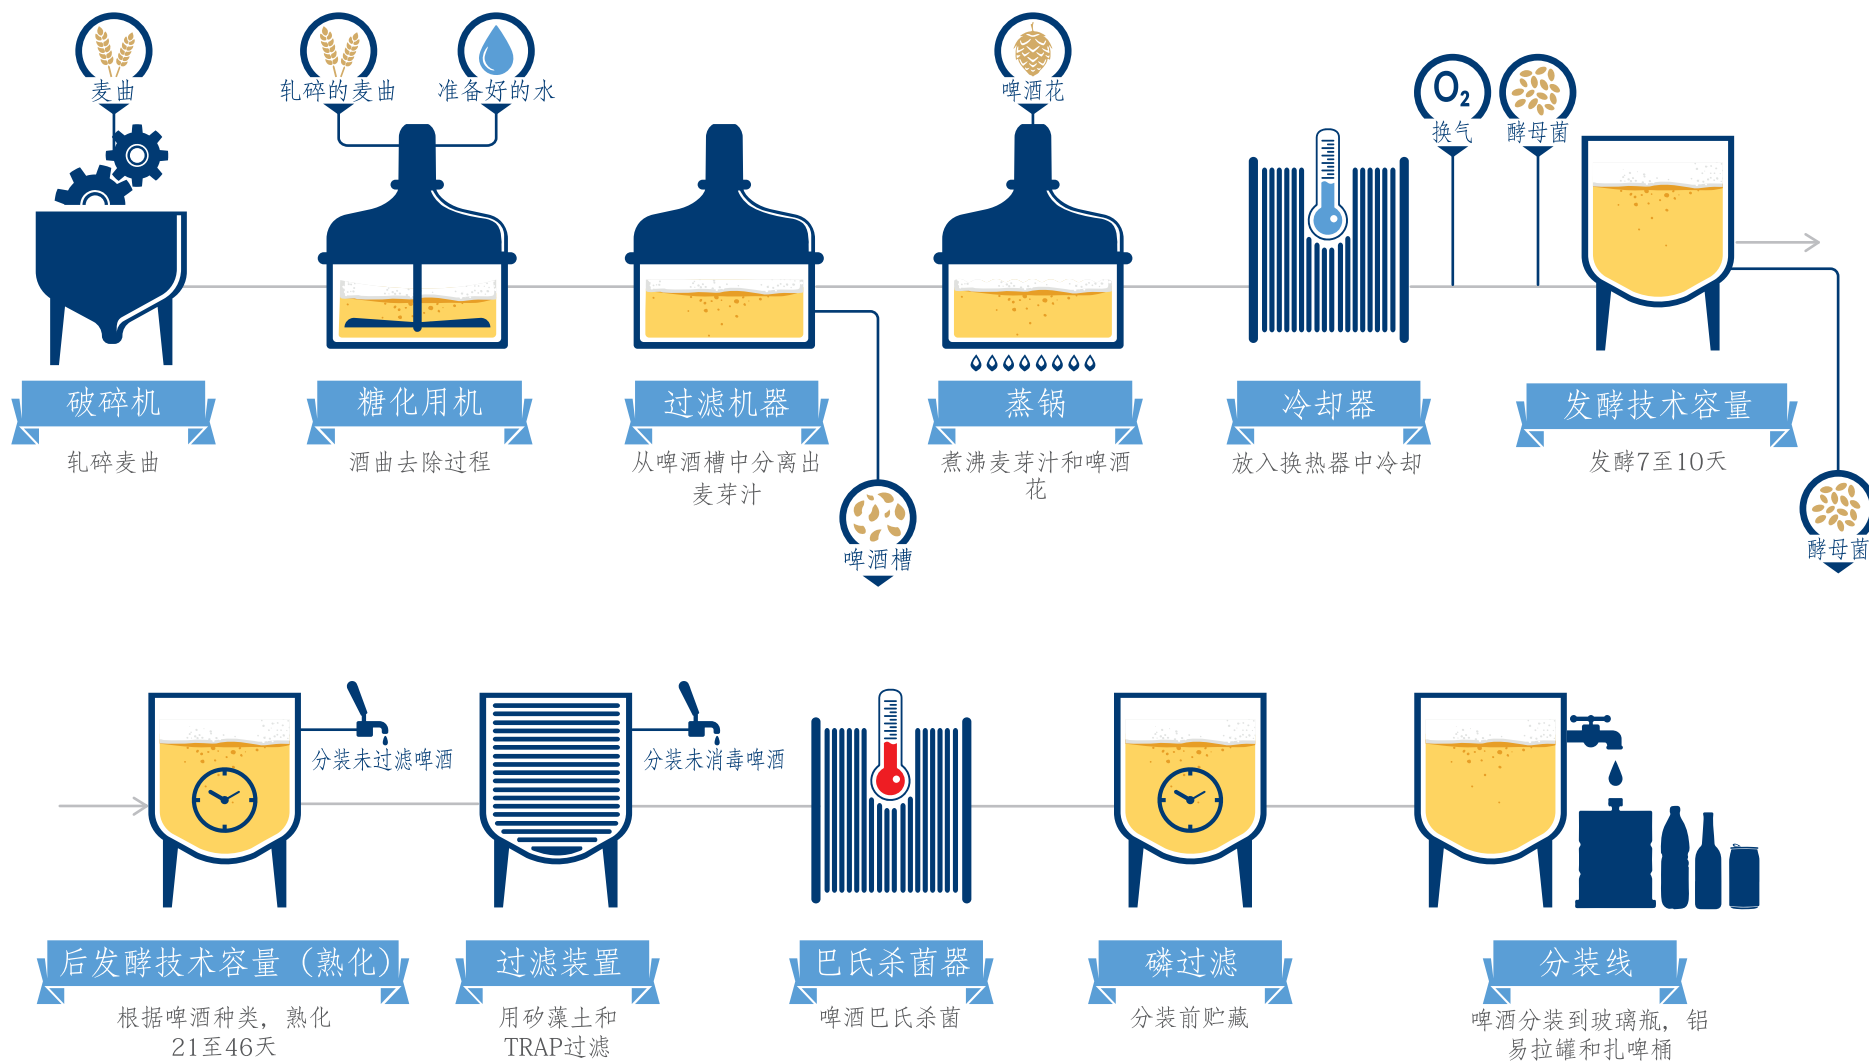 麦曲
轧碎的麦曲
准备好的水
啤酒花
O₂
换气
酵母菌
破碎机
轧碎麦曲
糖化用机
酒曲去除过程
过滤机器
从啤酒槽中分离出
麦芽汁
啤酒槽
蒸锅
煮沸麦芽汁和啤酒
花
冷却器
放入换热器中冷却
发酵技术容量
发酵7至10天
酵母菌
分装未过滤啤酒
分装未消毒啤酒
后发酵技术容量（熟化）
根据啤酒种类，熟化
21至46天
过滤装置
用矽藻土和
TRAP过滤
巴氏杀菌器
啤酒巴氏杀菌
磷过滤
分装前贮藏
分装线
啤酒分装到玻璃瓶，铝
易拉罐和扎啤桶